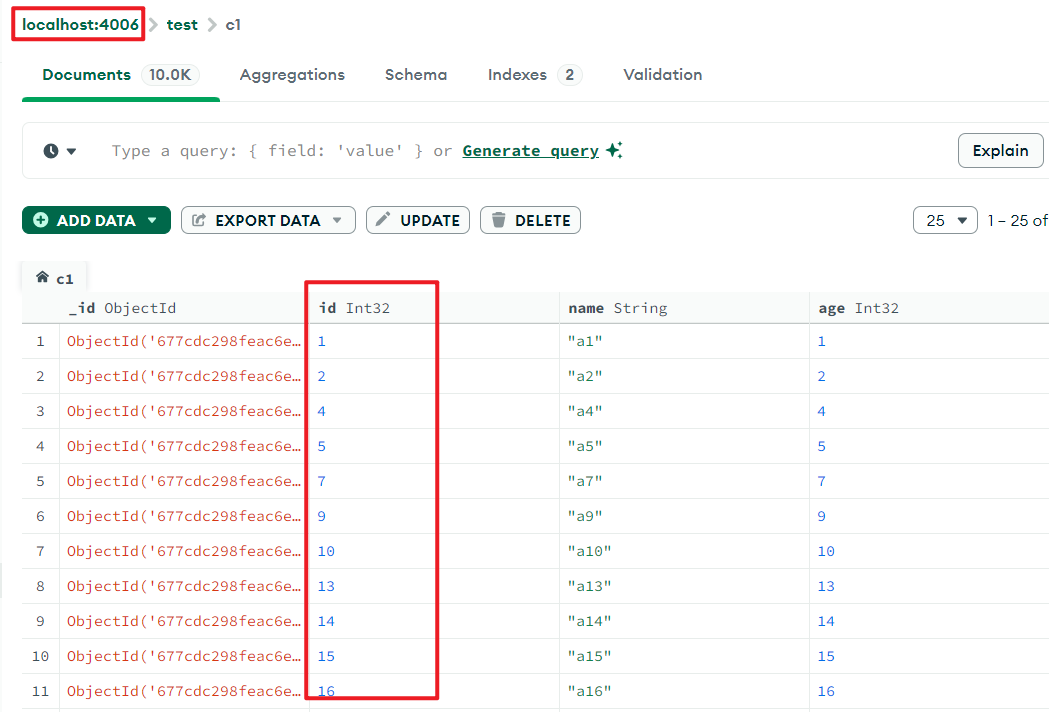 localhost:4006 > test > c1
Documents 10.0K Aggregations Schema Indexes 2 Validation
Type a query: { field: 'value' } or Generate query Explain
ADD DATA EXPORT DATA UPDATE DELETE 25 1 – 25 of
c1
_id ObjectId id Int32 name String age Int32
1 ObjectId('677cdc298feac6e… 1 "a1" 1
2 ObjectId('677cdc298feac6e… 2 "a2" 2
3 ObjectId('677cdc298feac6e… 4 "a4" 4
4 ObjectId('677cdc298feac6e… 5 "a5" 5
5 ObjectId('677cdc298feac6e… 7 "a7" 7
6 ObjectId('677cdc298feac6e… 9 "a9" 9
7 ObjectId('677cdc298feac6e… 10 "a10" 10
8 ObjectId('677cdc298feac6e… 13 "a13" 13
9 ObjectId('677cdc298feac6e… 14 "a14" 14
10 ObjectId('677cdc298feac6e… 15 "a15" 15
11 ObjectId('677cdc298feac6e… 16 "a16" 16